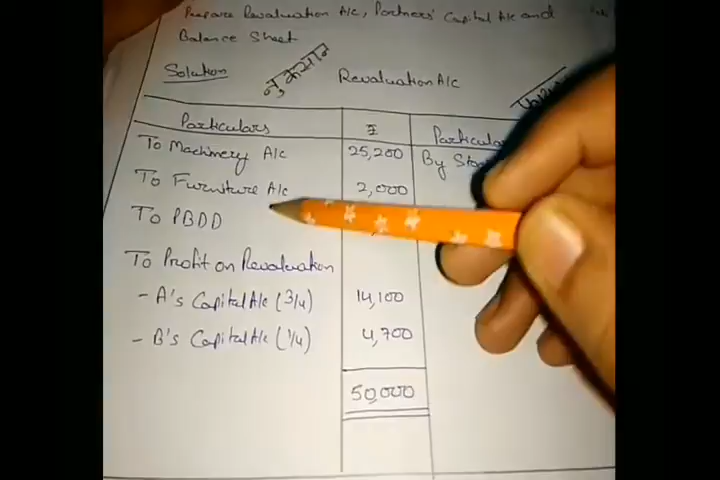 Prepare Revaluation A/c, Partners' Capital A/c and
Balance Sheet
Solution
नुकसान
Revaluation A/c
Particulars ₹
To Machinery A/c 25,200
To Furniture A/c 2,000
To PBDD
To Profit on Revaluation
- A's Capital A/c (3/4) 14,100
- B's Capital A/c (1/4) 4,700
50,000
By